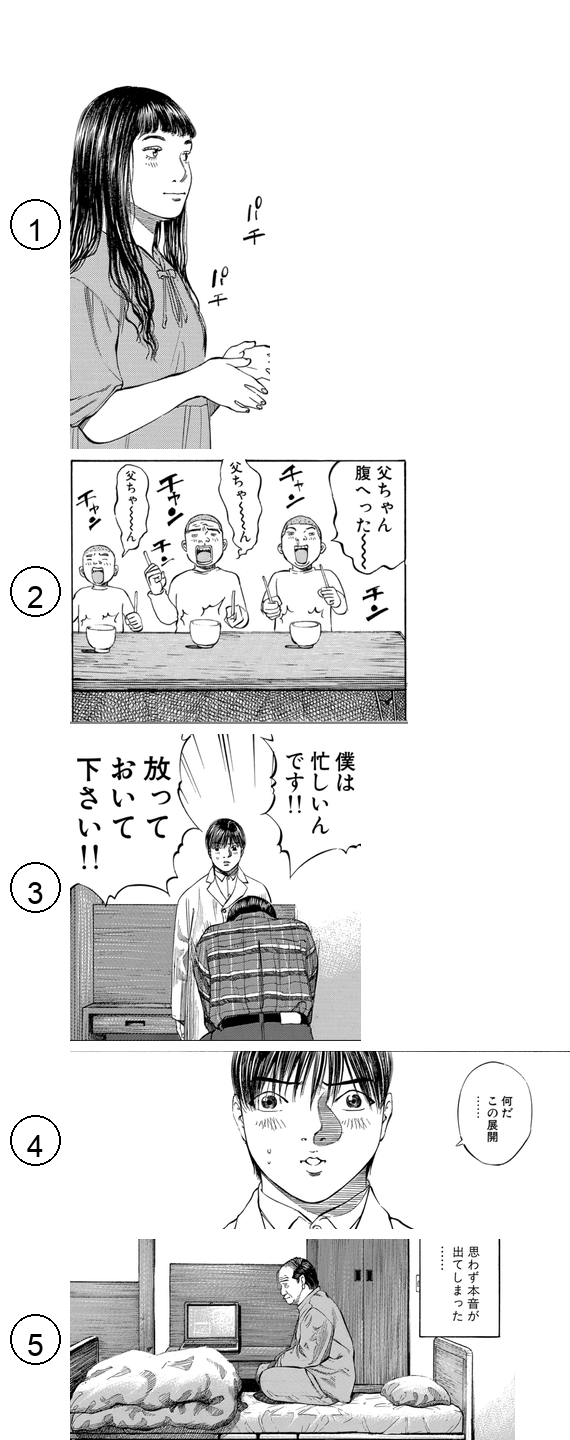 1
パチ
パチ
2
父ちゃん
腹へった〜〜
チャン
父ちゃ〜〜ん
チャン
父ちゃ〜〜ん
チャン
チン
チン
3
僕は
忙しいん
です!!
放って
おいて
下さい!!
4
何だ
この展開
……
5
思わず本音が
出てしまった
……